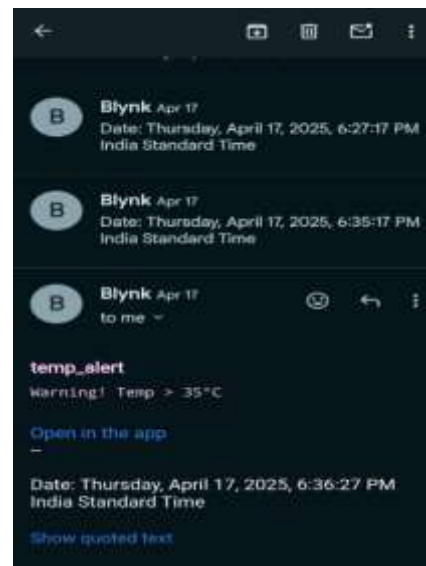 B
Blynk Apr 17
Date: Thursday, April 17, 2025, 6:27:17 PM
India Standard Time
B
Blynk Apr 17
Date: Thursday, April 17, 2025, 6:35:17 PM
India Standard Time
B
Blynk Apr 17
to me
temp_alert
Warning! Temp > 35°C
Open in the app
--
Date: Thursday, April 17, 2025, 6:36:27 PM
India Standard Time
Show quoted text